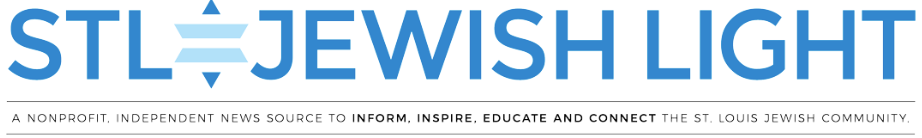 STL JEWISH LIGHT
A NONPROFIT, INDEPENDENT NEWS SOURCE TO INFORM, INSPIRE, EDUCATE AND CONNECT THE ST. LOUIS JEWISH COMMUNITY.